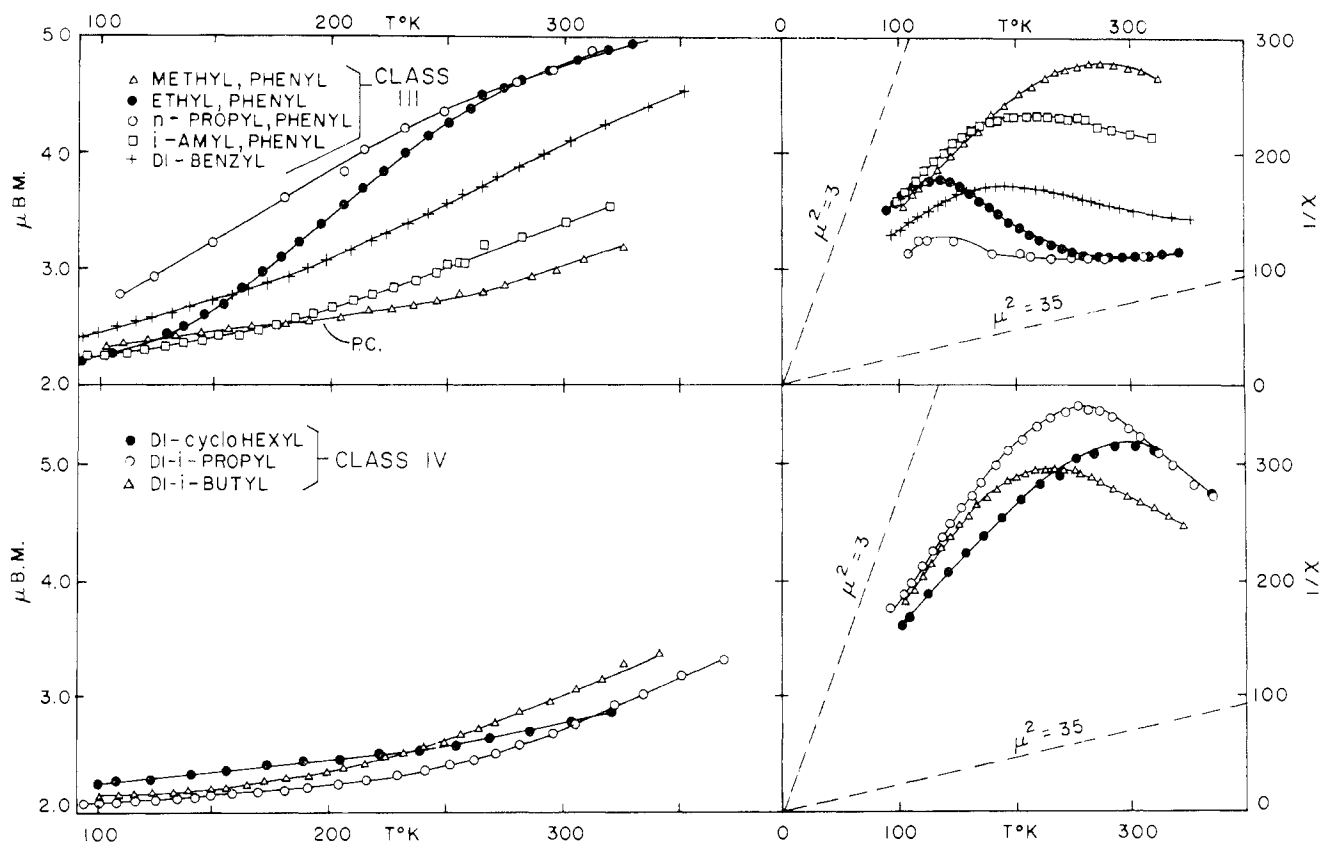 100 200 T°K 300
5.0
4.0
3.0
2.0
μ B.M.
METHYL, PHENYL
ETHYL, PHENYL
n-PROPYL, PHENYL
i-AMYL, PHENYL
DI-BENZYL
CLASS
III
P.C.
0 100 T°K 300
300
200
100
0
1/χ
μ² = 3
μ² = 35
5.0
4.0
3.0
2.0
μ B.M.
DI-cycloHEXYL
DI-i-PROPYL
DI-i-BUTYL
CLASS IV
100 200 T°K 300
300
200
100
0
1/χ
μ² = 3
μ² = 35
0 100 T°K 300